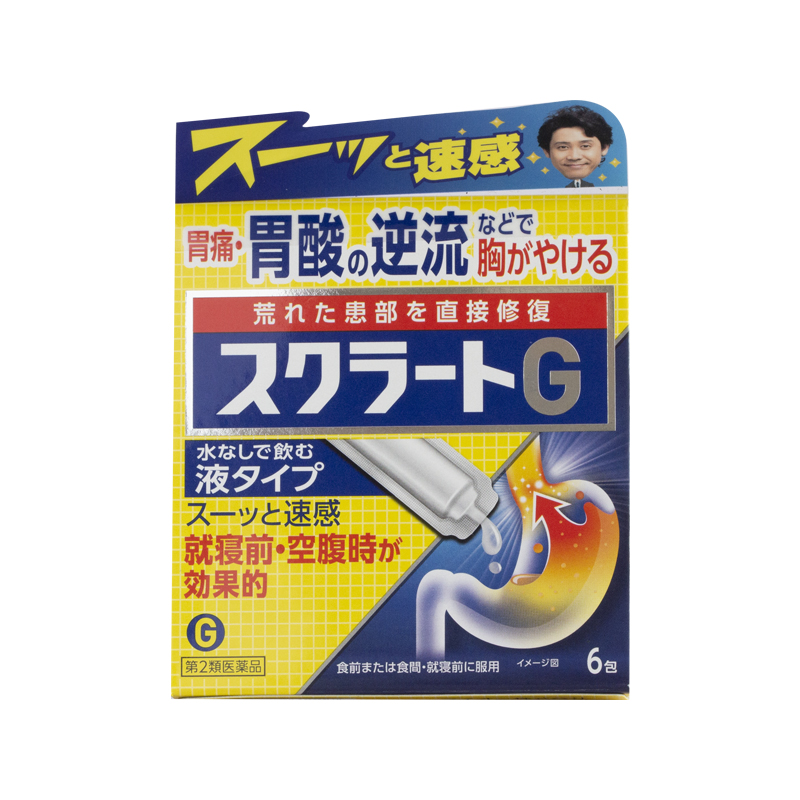 スーッと速感
胃痛・胃酸の逆流などで胸がやける
荒れた患部を直接修復
スクラートG
水なしで飲む
液タイプ
スーッと速感
就寝前・空腹時が
効果的
G
第2類医薬品
食前または食間・就寝前に服用
イメージ図
6包